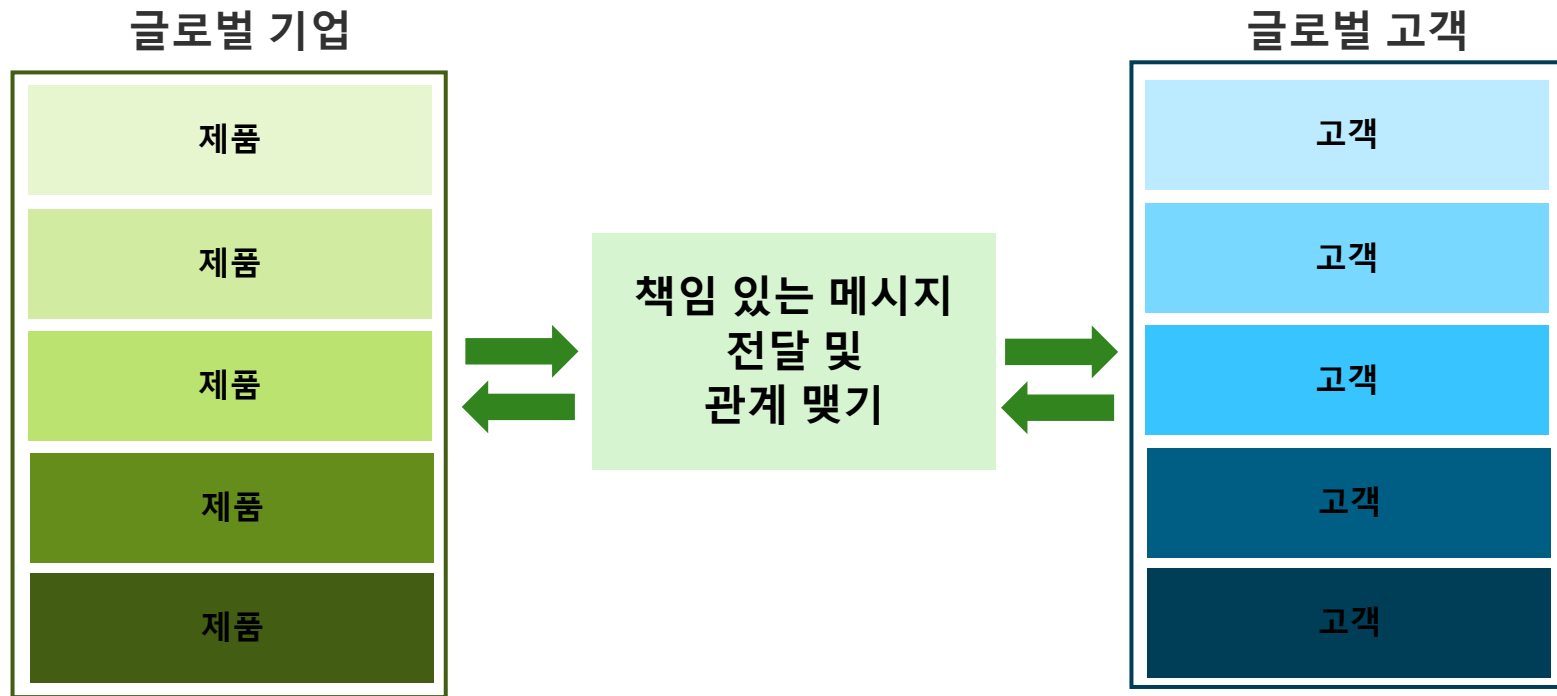 글로벌 기업
제품
제품
제품
제품
제품
책임 있는 메시지
전달 및
관계 맺기
글로벌 고객
고객
고객
고객
고객
고객